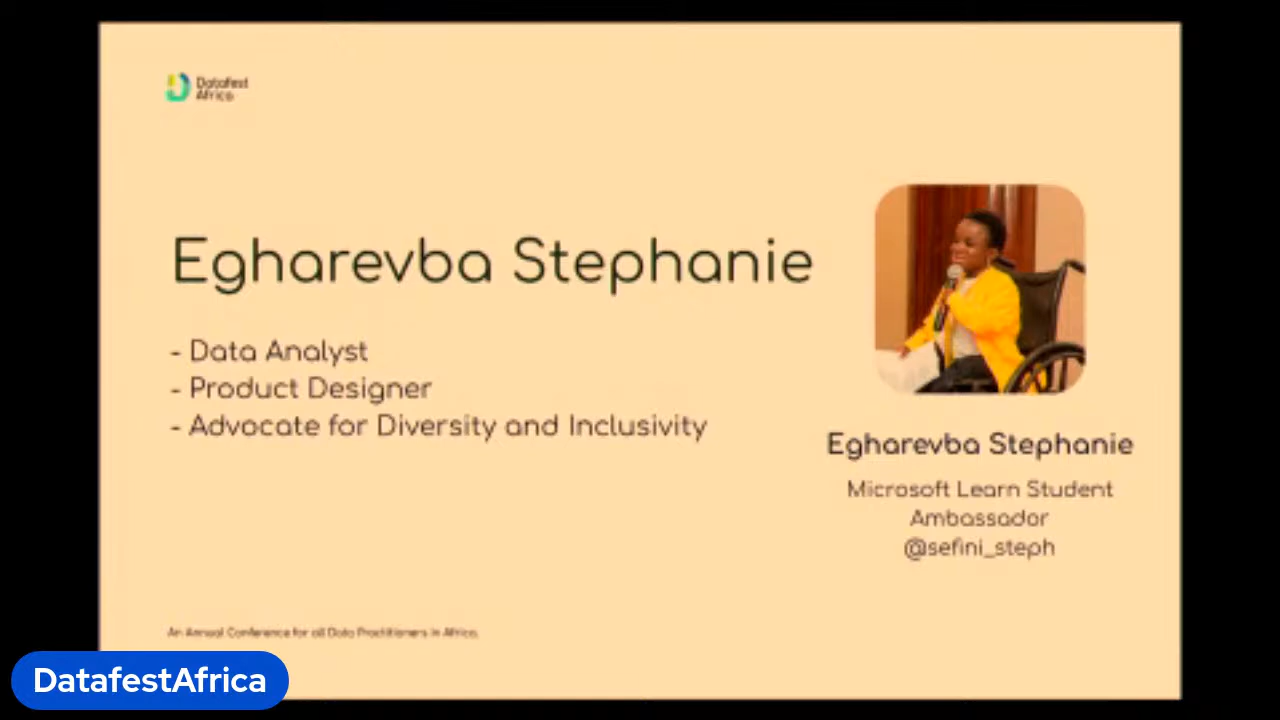 Datafest
Africa
Egharevba Stephanie
- Data Analyst
- Product Designer
- Advocate for Diversity and Inclusivity
Egharevba Stephanie
Microsoft Learn Student
Ambassador
@sefini_steph
An Annual Conference for all Data Practitioners in Africa.
DatafestAfrica